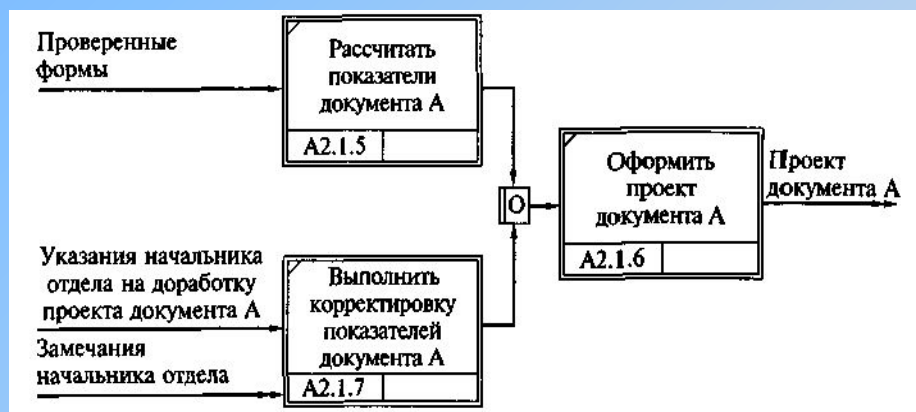 Проверенные
формы
Рассчитать
показатели
документа А
А2.1.5
О
Оформить
проект
документа А
А2.1.6
Проект
документа А
Указания начальника
отдела на доработку
проекта документа А
Замечания
начальника отдела
Выполнить
корректировку
показателей
документа А
А2.1.7